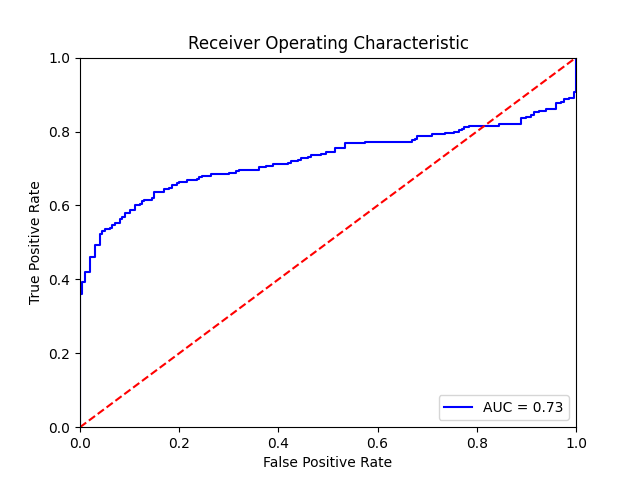 Receiver Operating Characteristic
True Positive Rate
1.0
0.8
0.6
0.4
0.2
0.0
AUC = 0.73
0.0 0.2 0.4 0.6 0.8 1.0
False Positive Rate